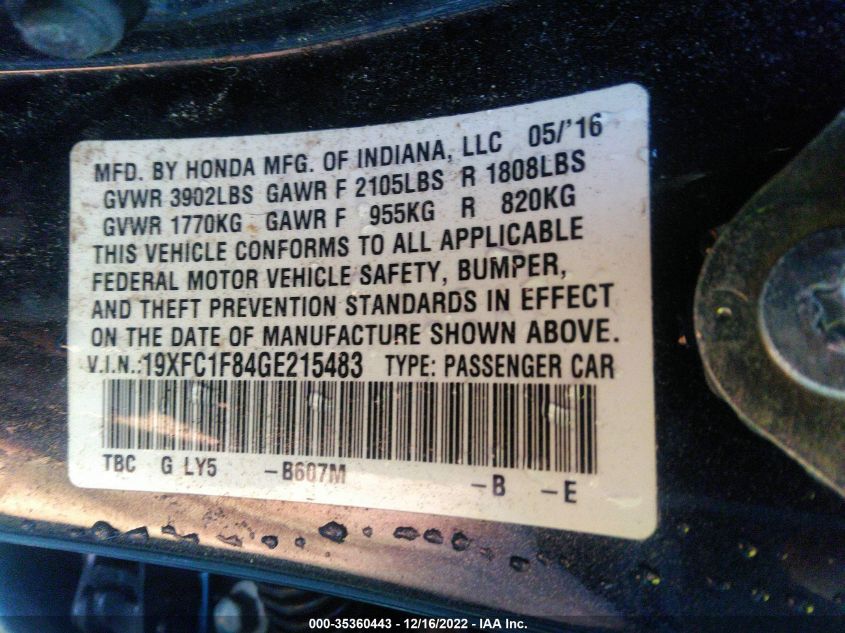 MFD. BY HONDA MFG. OF INDIANA, LLC 05/'16
GVWR 3902LBS GAWR F 2105LBS R 1808LBS
GVWR 1770KG GAWR F 955KG R 820KG
THIS VEHICLE CONFORMS TO ALL APPLICABLE
FEDERAL MOTOR VEHICLE SAFETY, BUMPER,
AND THEFT PREVENTION STANDARDS IN EFFECT
ON THE DATE OF MANUFACTURE SHOWN ABOVE.
V.I.N.:19XFC1F84GE215483 TYPE: PASSENGER CAR
TBC G LY5 -B607M -B -E
000-35360443 - 12/16/2022 - IAA Inc.